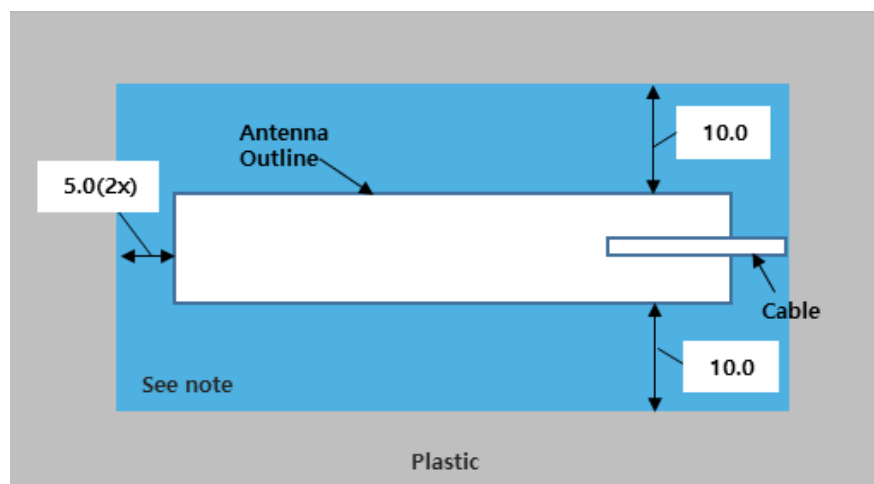 Antenna
Outline
10.0
5.0(2x)
Cable
10.0
See note
Plastic